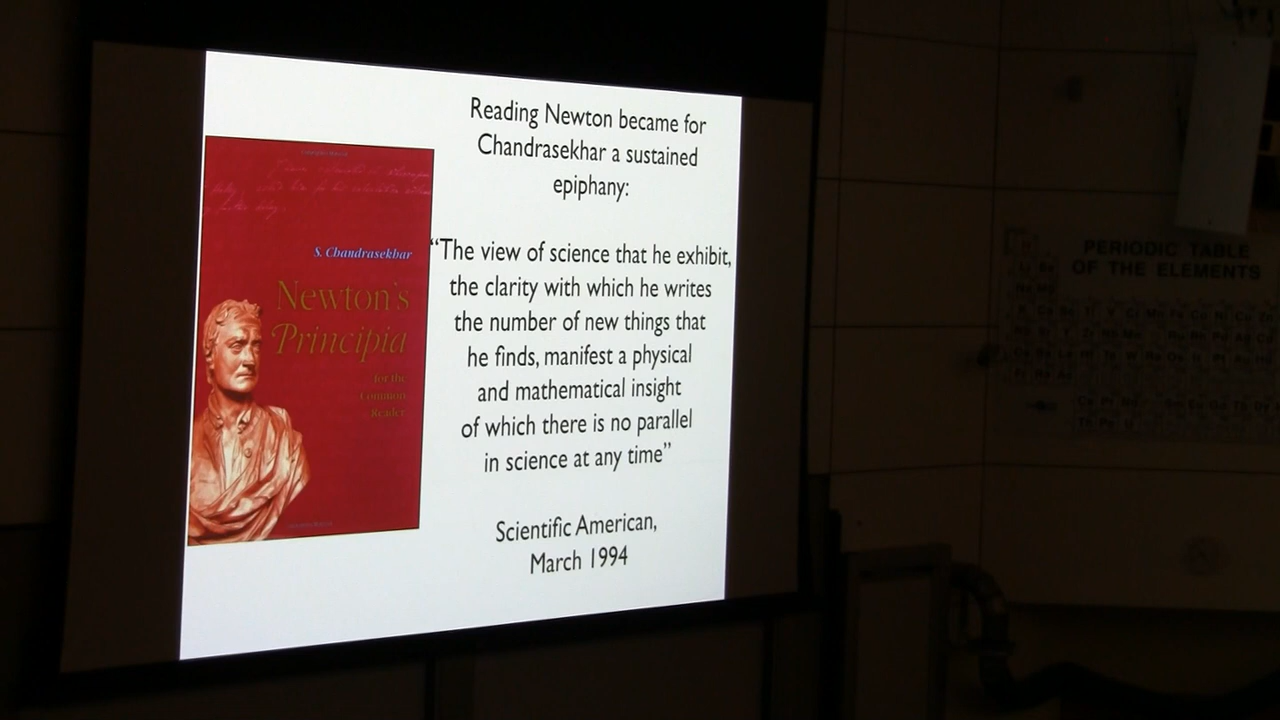 Reading Newton became for
Chandrasekhar a sustained
epiphany:
S. Chandrasekhar
Newton's
Principia
for the
Common
Reader
“The view of science that he exhibit,
the clarity with which he writes
the number of new things that
he finds, manifest a physical
and mathematical insight
of which there is no parallel
in science at any time”
Scientific American,
March 1994
PERIODIC TABLE
OF THE ELEMENTS